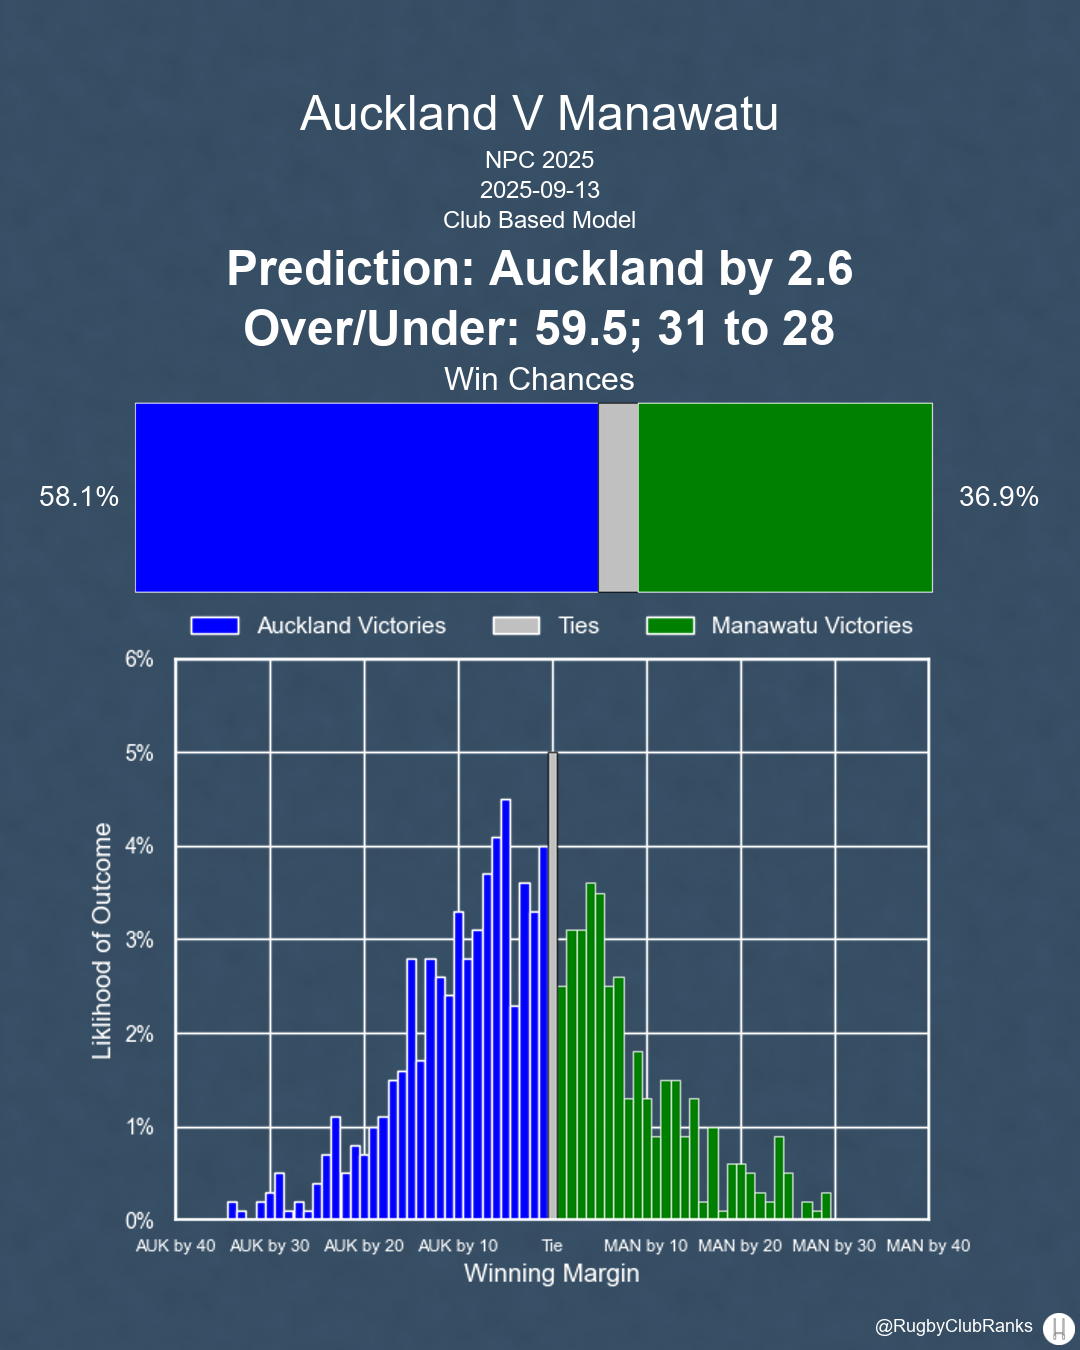 Auckland V Manawatu
NPC 2025
2025-09-13
Club Based Model
Prediction: Auckland by 2.6
Over/Under: 59.5; 31 to 28
Win Chances
58.1%
36.9%
Auckland Victories
Ties
Manawatu Victories
6%
5%
4%
3%
2%
1%
0%
Liklihood of Outcome
AUK by 40
AUK by 30
AUK by 20
AUK by 10
Tie
MAN by 10
MAN by 20
MAN by 30
MAN by 40
Winning Margin
@RugbyClubRanks